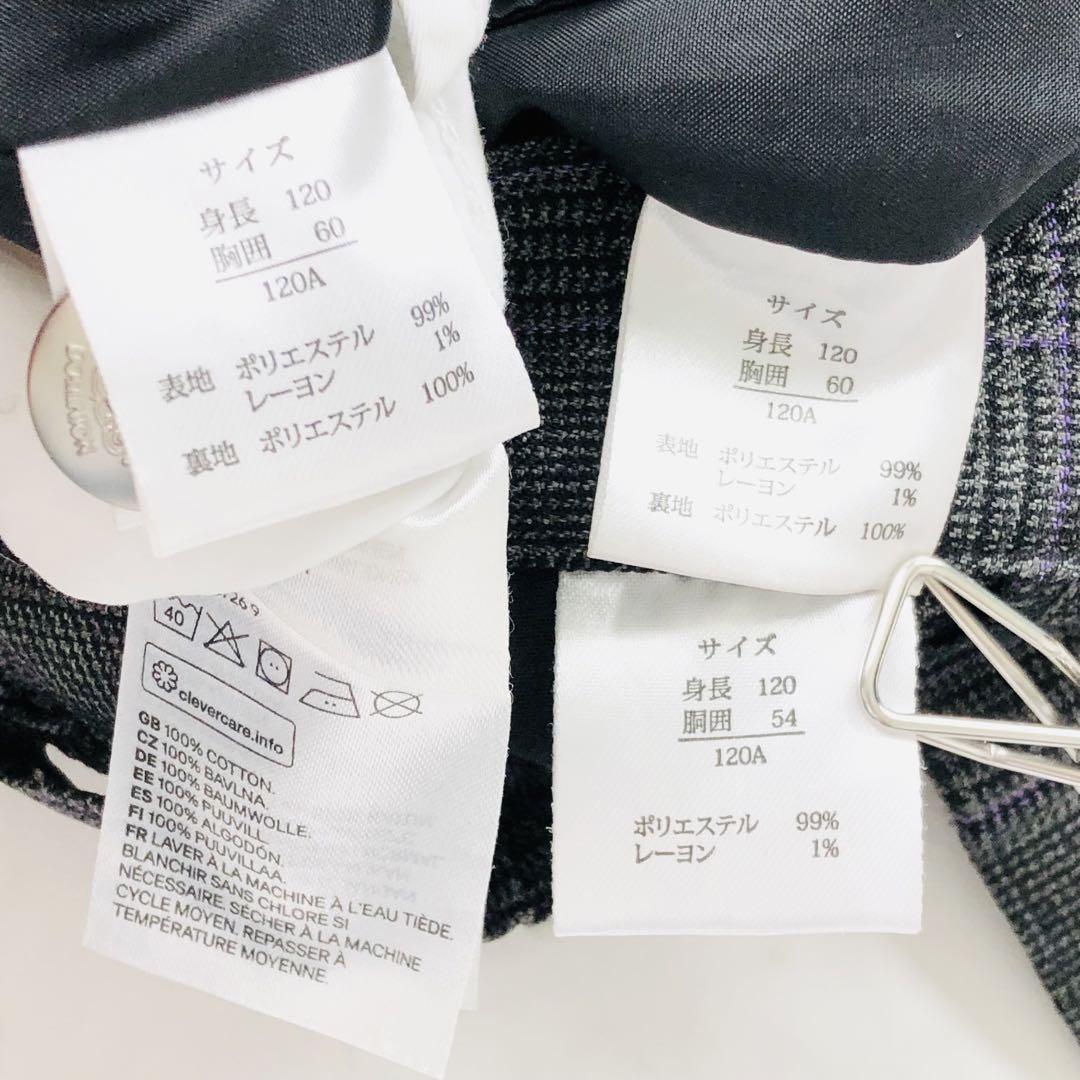 サイズ
身長 120
胸囲 60
120A
表地 ポリエステル 99%
レーヨン 1%
裏地 ポリエステル 100%
サイズ
身長 120
胸囲 60
120A
表地 ポリエステル 99%
レーヨン 1%
裏地 ポリエステル 100%
40
clevercare.info
GB 100% COTTON.
CZ 100% BAVLNA.
DE 100% BAUMWOLLE.
EE 100% PUUVILL.
ES 100% ALGODÓN.
FI 100% PUUVILLAA.
FR LAVER À LA MACHINE À L'EAU TIÈDE.
BLANCHIR SANS CHLORE SI
NÉCESSAIRE. SÉCHER À LA MACHINE
CYCLE MOYEN. REPASSER À
TEMPÉRATURE MOYENNE.
サイズ
身長 120
胴囲 54
120A
ポリエステル 99%
レーヨン 1%